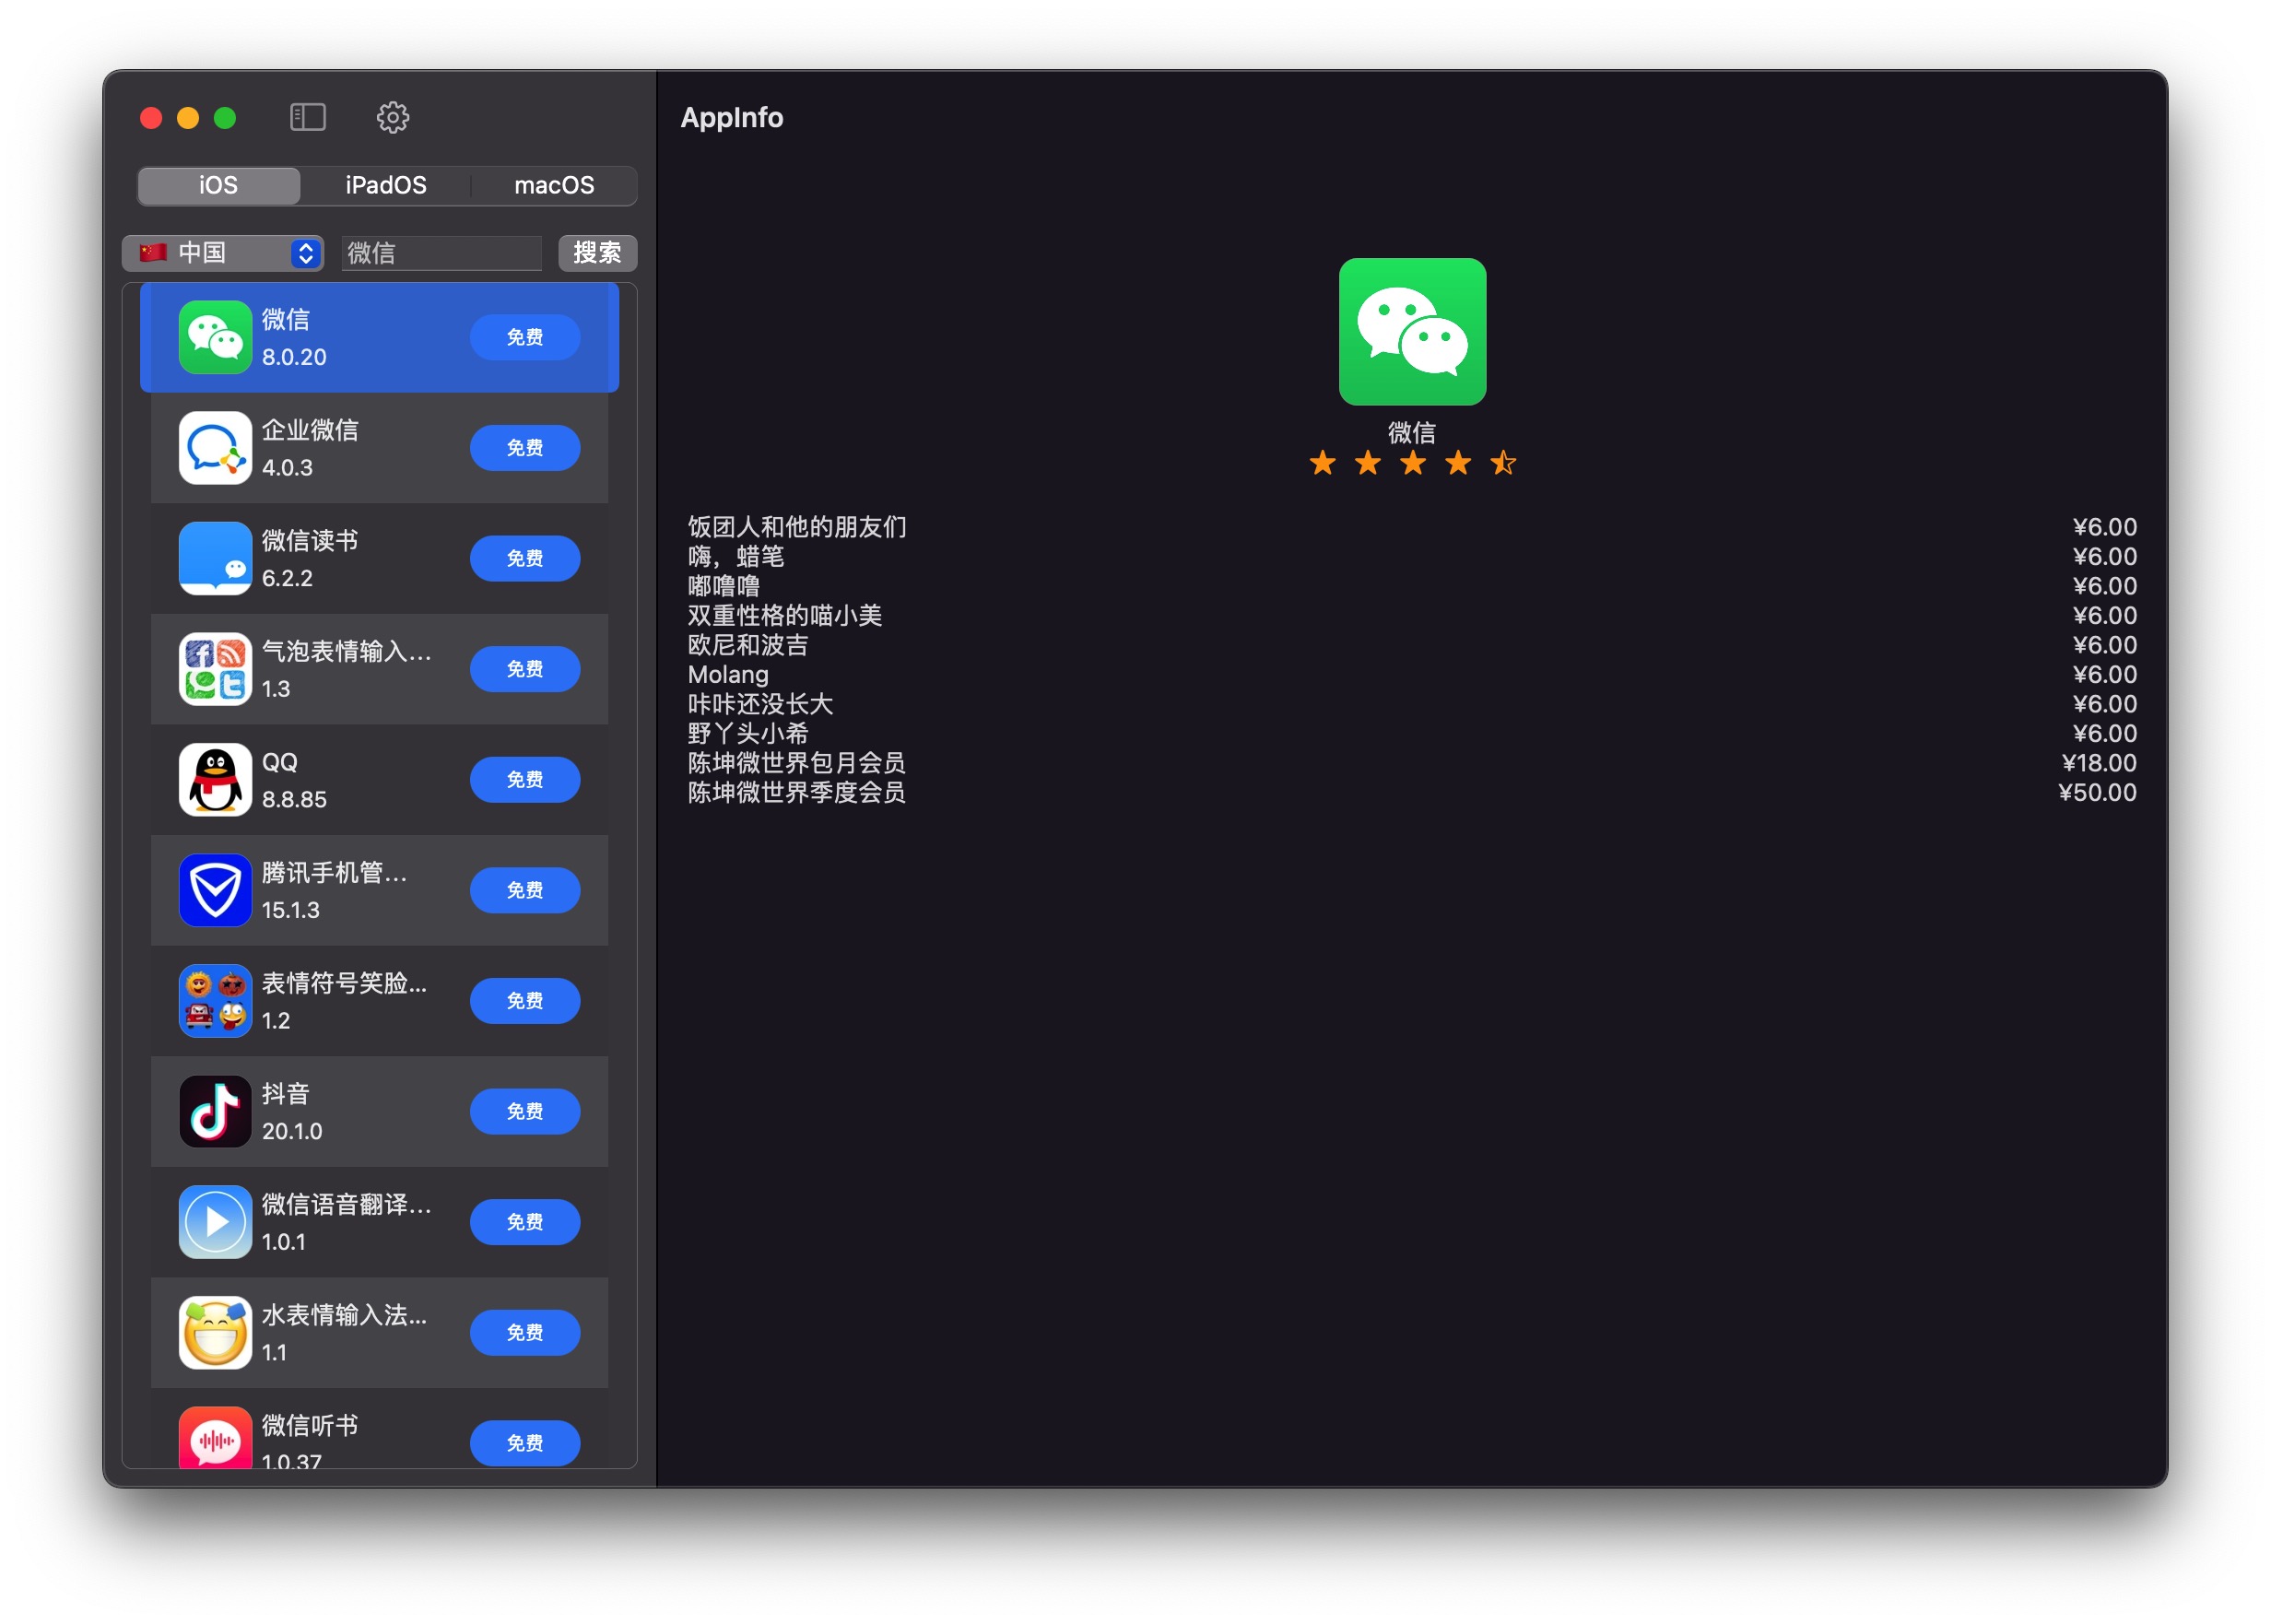 AppInfo
iOS
iPadOS
macOS
🇨🇳 中国
微信
搜索
微信
8.0.20
免费
企业微信
4.0.3
免费
微信读书
6.2.2
免费
气泡表情输入…
1.3
免费
QQ
8.8.85
免费
腾讯手机管…
15.1.3
免费
表情符号笑脸…
1.2
免费
抖音
20.1.0
免费
微信语音翻译…
1.0.1
免费
水表情输入法…
1.1
免费
微信听书
1.0.37
免费
微信
饭团人和他的朋友们 ¥6.00
嗨，蜡笔 ¥6.00
嘟噜噜 ¥6.00
双重性格的喵小美 ¥6.00
欧尼和波吉 ¥6.00
Molang ¥6.00
咔咔还没长大 ¥6.00
野丫头小希 ¥6.00
陈坤微世界包月会员 ¥18.00
陈坤微世界季度会员 ¥50.00